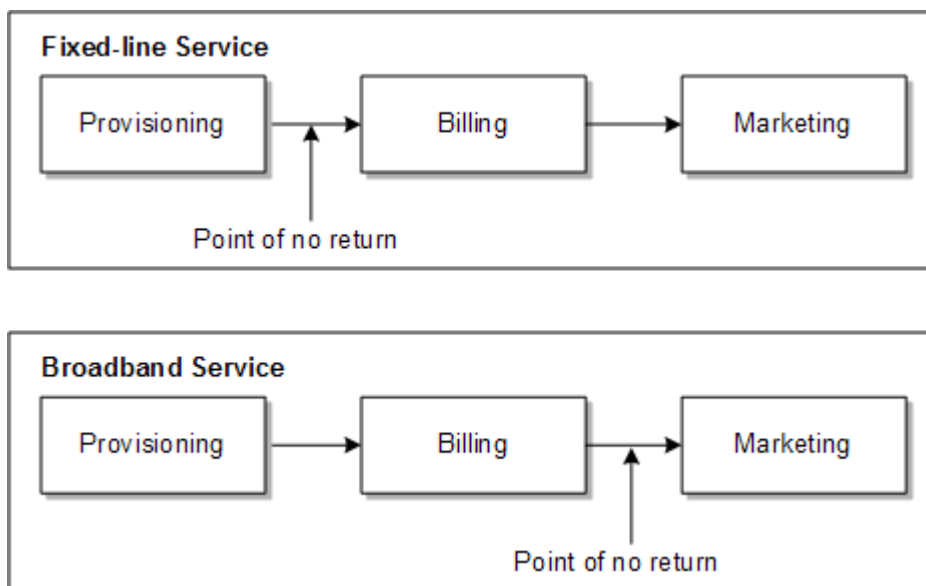 Fixed-line Service
Provisioning
Billing
Marketing
Point of no return
Broadband Service
Provisioning
Billing
Marketing
Point of no return